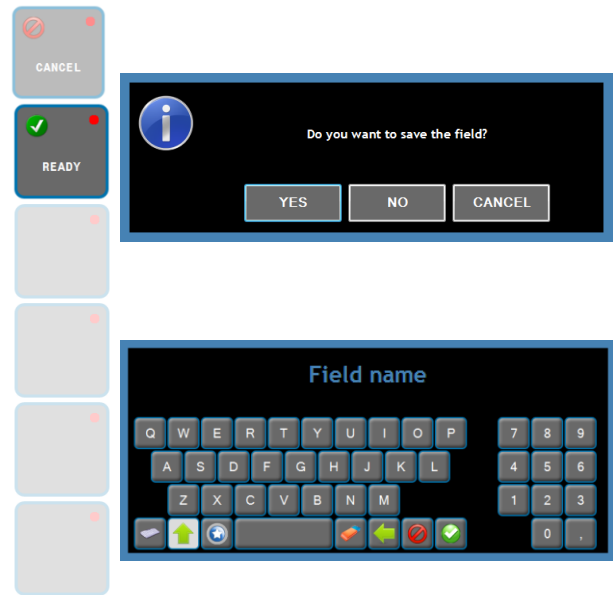 CANCEL
READY
Do you want to save the field?
YES NO CANCEL
Field name
Q W E R T Y U I O P 7 8 9
A S D F G H J K L 4 5 6
Z X C V B N M 1 2 3
0 ,